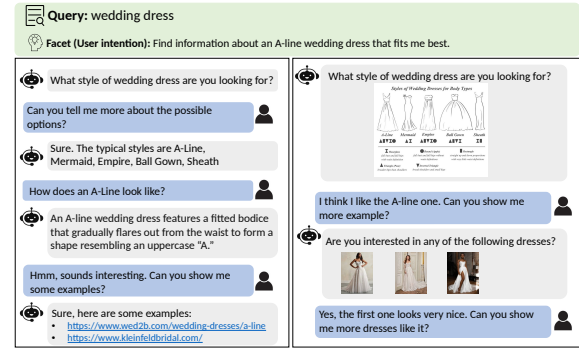 Query: wedding dress
Facet (User intention): Find information about an A-line wedding dress that fits me best.
What style of wedding dress are you looking for?
Can you tell me more about the possible
options?
Sure. The typical styles are A-Line,
Mermaid, Empire, Ball Gown, Sheath
How does an A-Line look like?
An A-line wedding dress features a fitted bodice
that gradually flares out from the waist to form a
shape resembling an uppercase “A.”
Hmm, sounds interesting. Can you show me
some examples?
Sure, here are some examples:
• https://www.wed2b.com/wedding-dresses/a-line
• https://www.kleinfeldbridal.com/
What style of wedding dress are you looking for?
Styles of Wedding Dresses for Body Types
A-Line Mermaid Empire Ball Gown Sheath
I think I like the A-line one. Can you show me
more example?
Are you interested in any of the following dresses?
Yes, the first one looks very nice. Can you show
me more dresses like it?